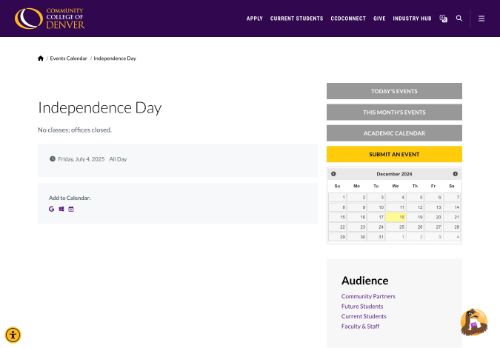 COMMUNITY
COLLEGE OF
DENVER
APPLY CURRENT STUDENTS CCDCONNECT GIVE INDUSTRY HUB
/ Events Calendar / Independence Day
Independence Day
No classes; offices closed.
Friday, July 4, 2025 All Day
Add to Calendar:
TODAY'S EVENTS
THIS MONTH'S EVENTS
ACADEMIC CALENDAR
SUBMIT AN EVENT
December 2024
Su Mo Tu We Th Fr Sa
1 2 3 4 5 6 7
8 9 10 11 12 13 14
15 16 17 18 19 20 21
22 23 24 25 26 27 28
29 30 31 1 2 3 4
Audience
Community Partners
Future Students
Current Students
Faculty & Staff